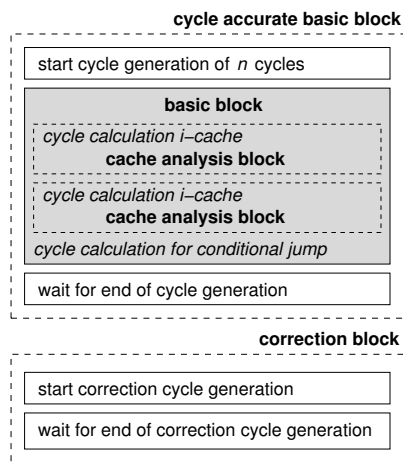 cycle accurate basic block
start cycle generation of n cycles
basic block
cycle calculation i−cache
cache analysis block
cycle calculation i−cache
cache analysis block
cycle calculation for conditional jump
wait for end of cycle generation
correction block
start correction cycle generation
wait for end of correction cycle generation